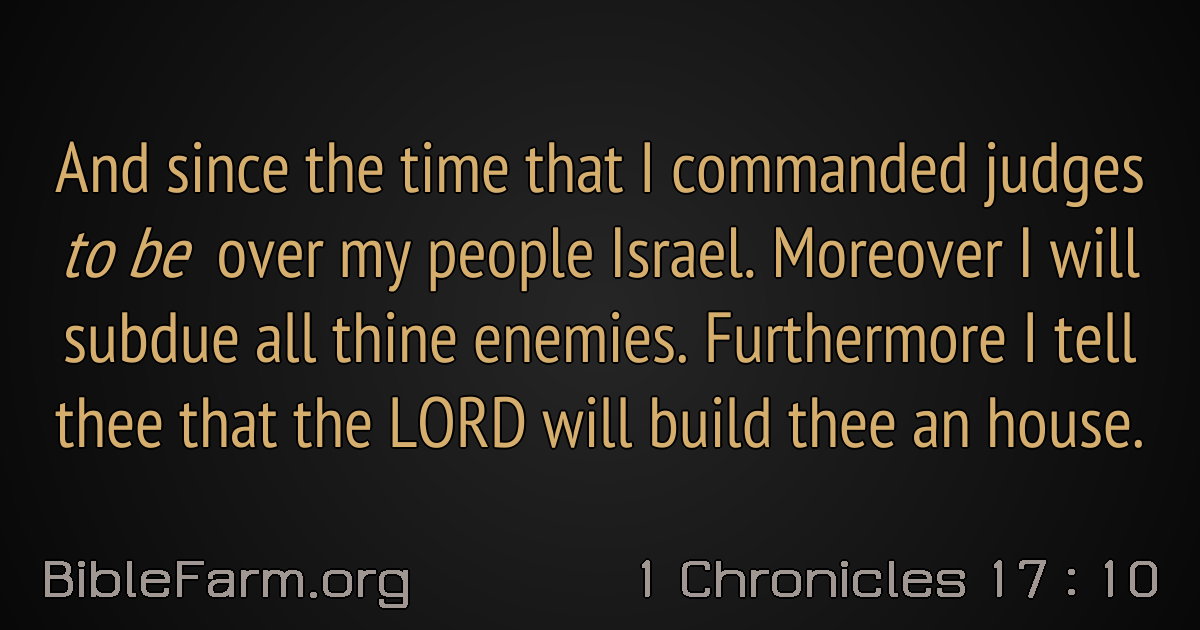 And since the time that I commanded judges
to be over my people Israel. Moreover I will
subdue all thine enemies. Furthermore I tell
thee that the LORD will build thee an house.
BibleFarm.org
1 Chronicles 17 : 10